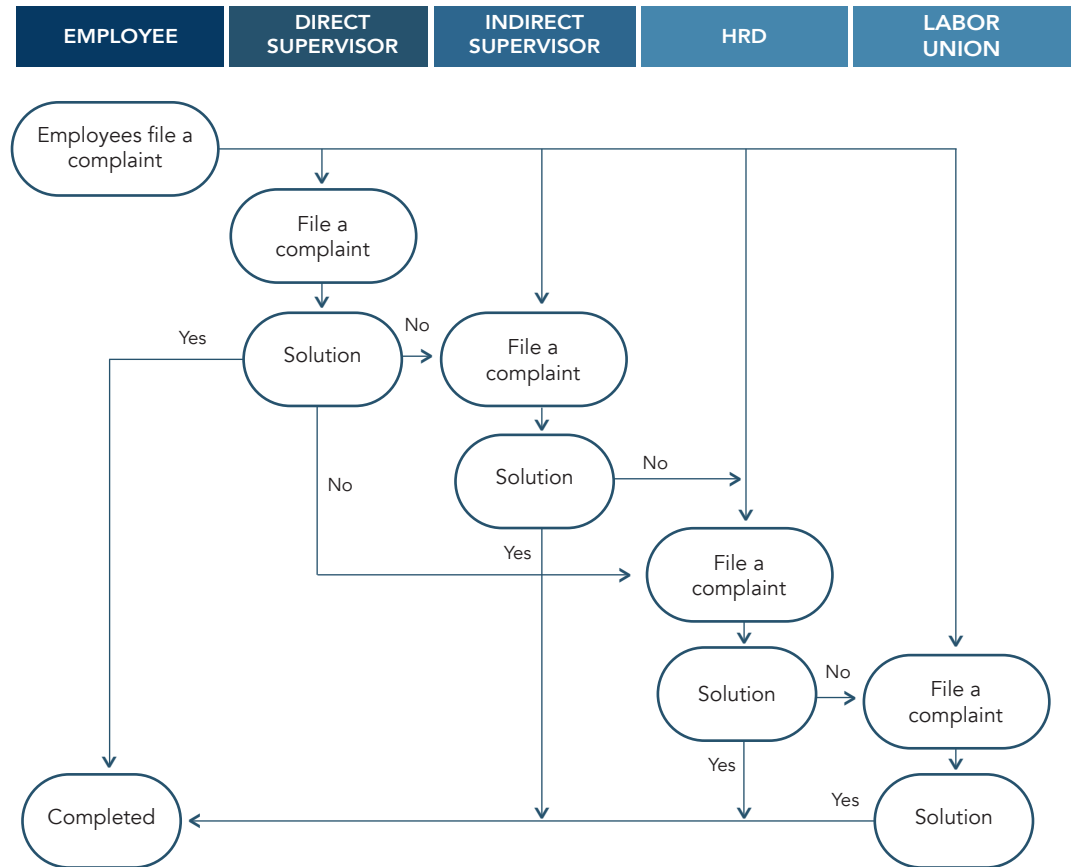 EMPLOYEE
DIRECT
SUPERVISOR
INDIRECT
SUPERVISOR
HRD
LABOR
UNION
Employees file a
complaint
File a
complaint
Yes
Solution
No
File a
complaint
No
Solution
No
Yes
File a
complaint
Solution
No
File a
complaint
Yes
Completed
Yes
Solution